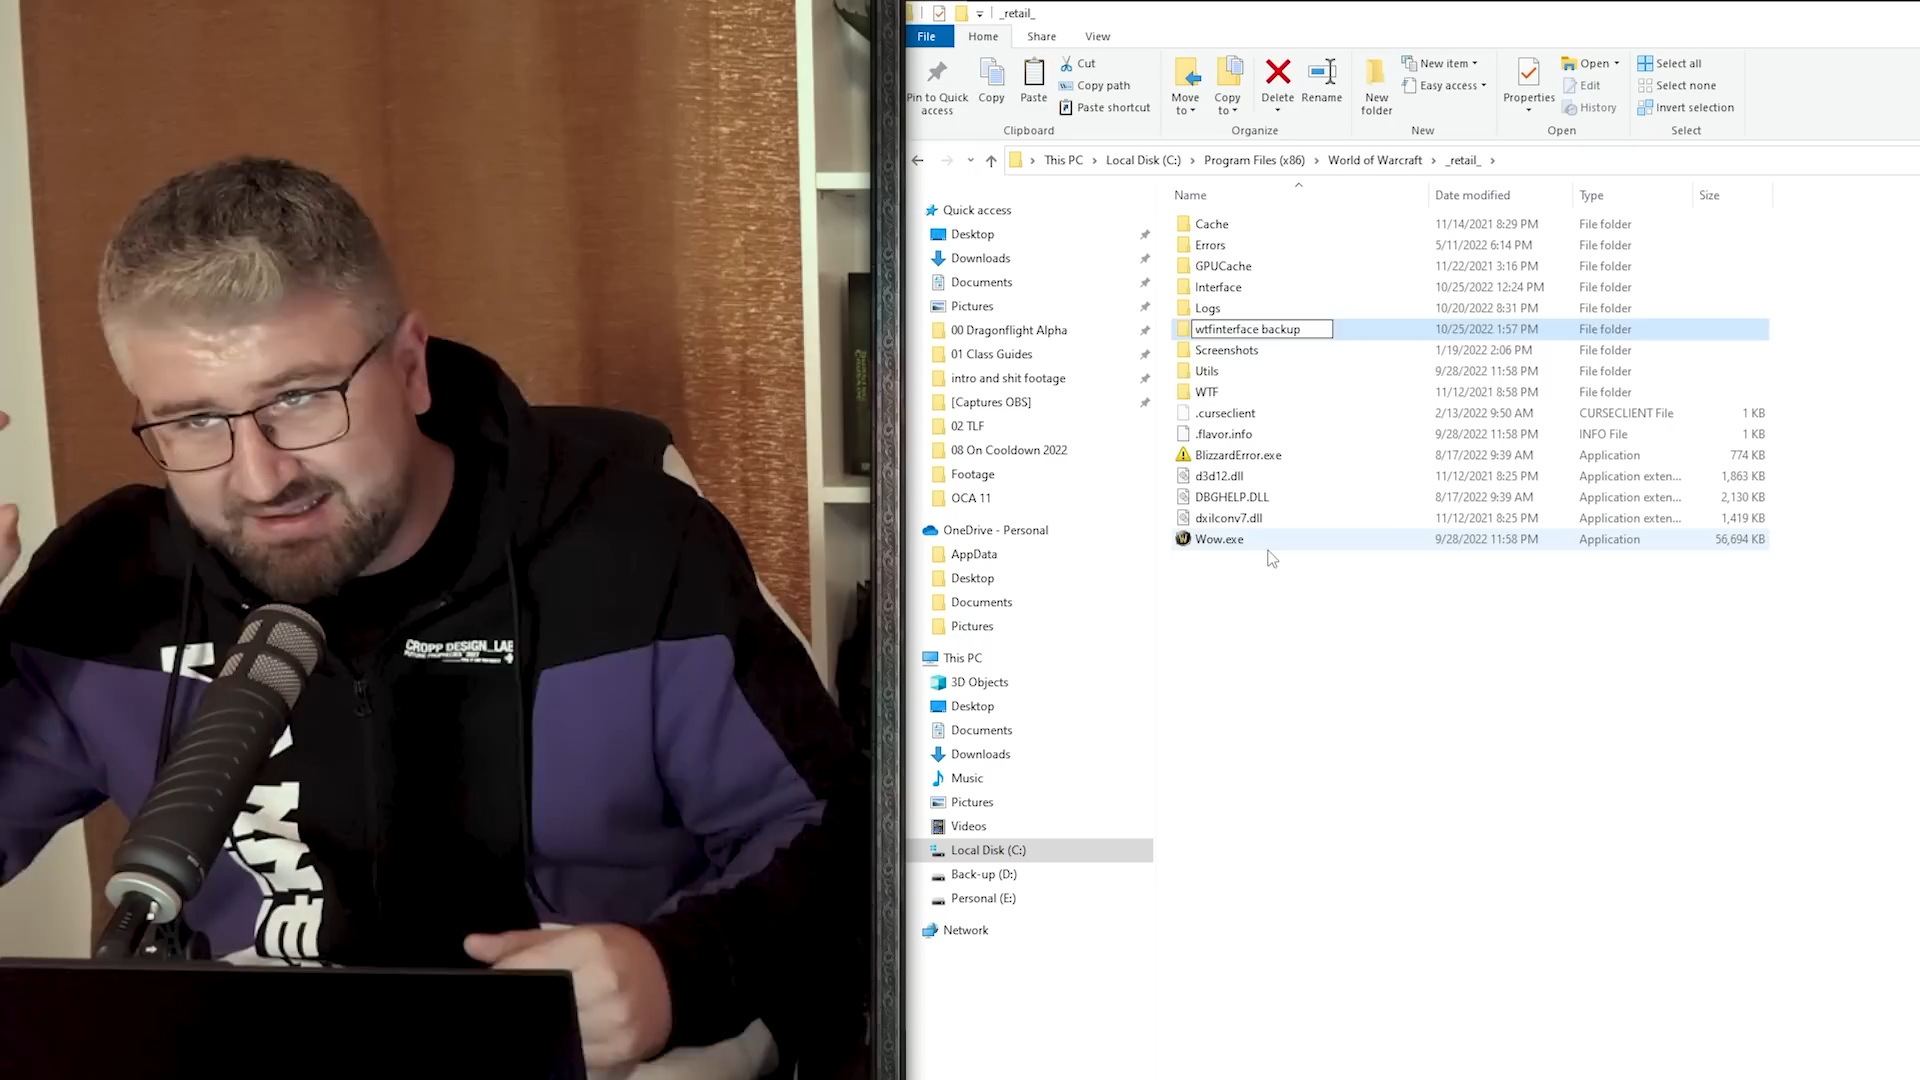 _retail_
File
Home
Share
View
Pin to Quick access
Copy
Paste
Cut
Copy path
Paste shortcut
Clipboard
Move to
Copy to
Delete
Rename
Organize
New folder
New item
Easy access
New
Properties
Open
Edit
History
Open
Select all
Select none
Invert selection
Select
This PC
Local Disk (C:)
Program Files (x86)
World of Warcraft
_retail_
Quick access
Desktop
Downloads
Documents
Pictures
00 Dragonflight Alpha
01 Class Guides
intro and shit footage
[Captures OBS]
02 TLF
08 On Cooldown 2022
Footage
OCA 11
OneDrive - Personal
AppData
Desktop
Documents
Pictures
This PC
3D Objects
Desktop
Documents
Downloads
Music
Pictures
Videos
Local Disk (C:)
Back-up (D:)
Personal (E:)
Network
Name Date modified Type Size
Cache 11/14/2021 8:29 PM File folder
Errors 5/11/2022 6:14 PM File folder
GPUCache 11/22/2021 3:16 PM File folder
Interface 10/25/2022 12:24 PM File folder
Logs 10/20/2022 8:31 PM File folder
wtfinterface backup 10/25/2022 1:57 PM File folder
Screenshots 1/19/2022 2:06 PM File folder
Utils 9/28/2022 11:58 PM File folder
WTF 11/12/2021 8:58 PM File folder
.curseclient 2/13/2022 9:50 AM CURSECLIENT File 1 KB
.flavor.info 9/28/2022 11:58 PM INFO File 1 KB
BlizzardError.exe 8/17/2022 9:39 AM Application 774 KB
d3d12.dll 11/12/2021 8:25 PM Application exten... 1,863 KB
DBGHELP.DLL 8/17/2022 9:39 AM Application exten... 2,130 KB
dxilconv7.dll 11/12/2021 8:25 PM Application exten... 1,419 KB
Wow.exe 9/28/2022 11:58 PM Application 56,694 KB
CROPP DESIGN_LAB